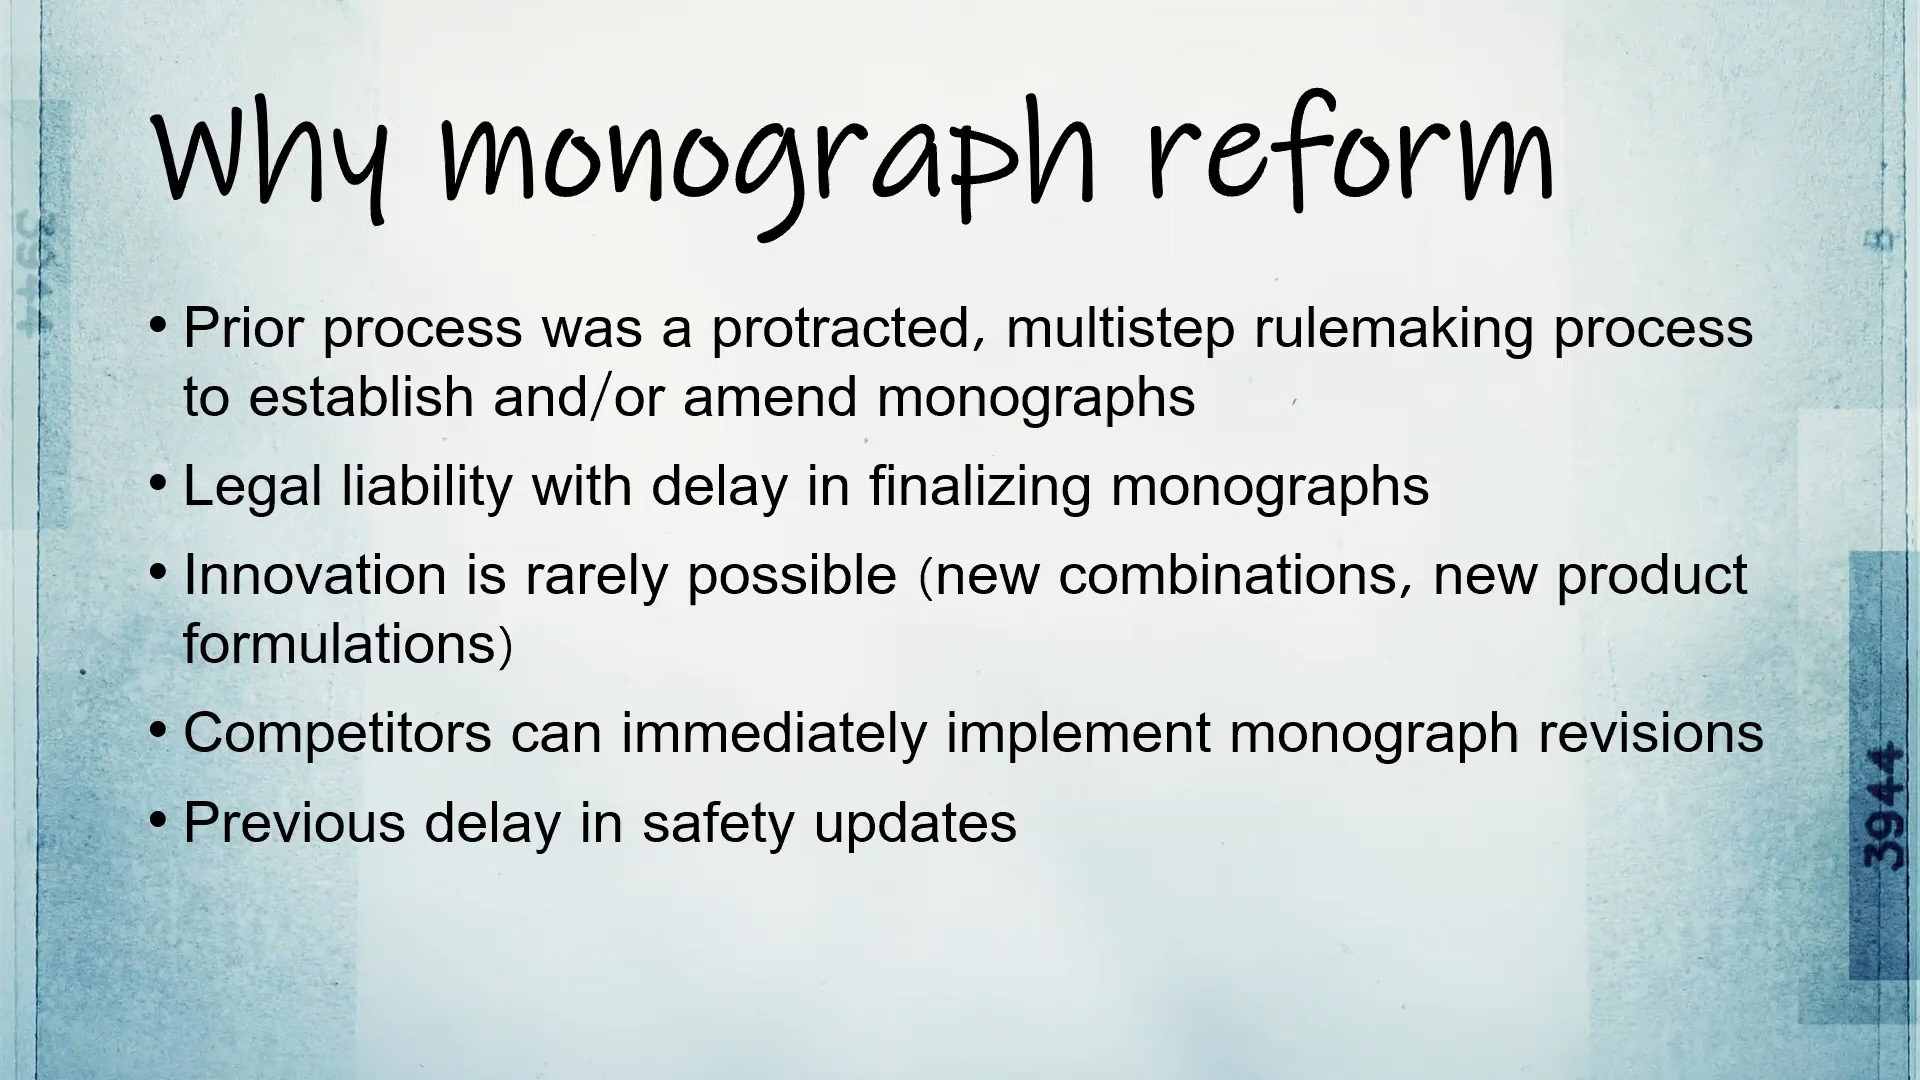 Why monograph reform
• Prior process was a protracted, multistep rulemaking process
to establish and/or amend monographs
• Legal liability with delay in finalizing monographs
• Innovation is rarely possible (new combinations, new product
formulations)
• Competitors can immediately implement monograph revisions
• Previous delay in safety updates
3944